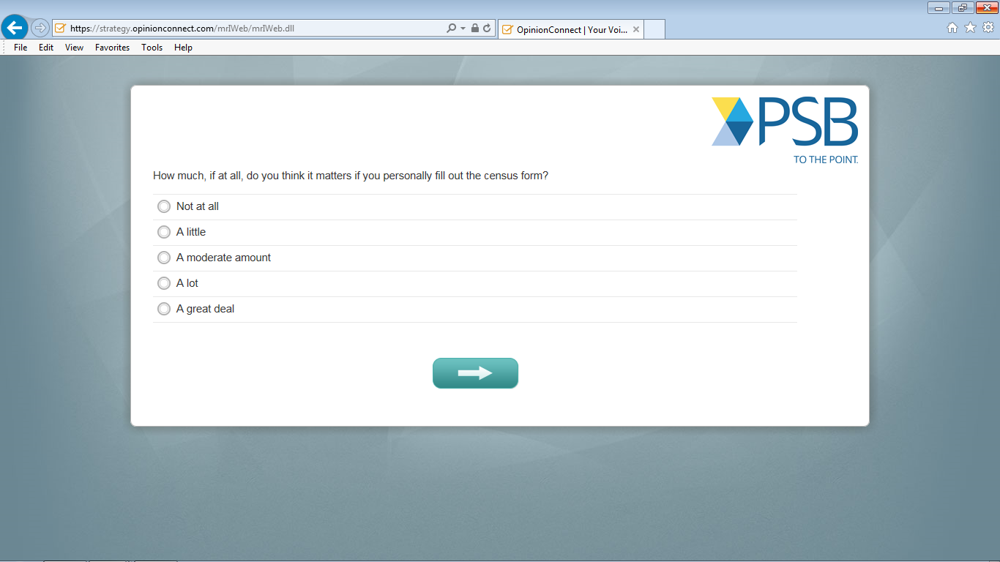 https://strategy.opinionconnect.com/mrIWeb/mrIWeb.dll
OpinionConnect | Your Voi...
File Edit View Favorites Tools Help
PSB
TO THE POINT.
How much, if at all, do you think it matters if you personally fill out the census form?
Not at all
A little
A moderate amount
A lot
A great deal